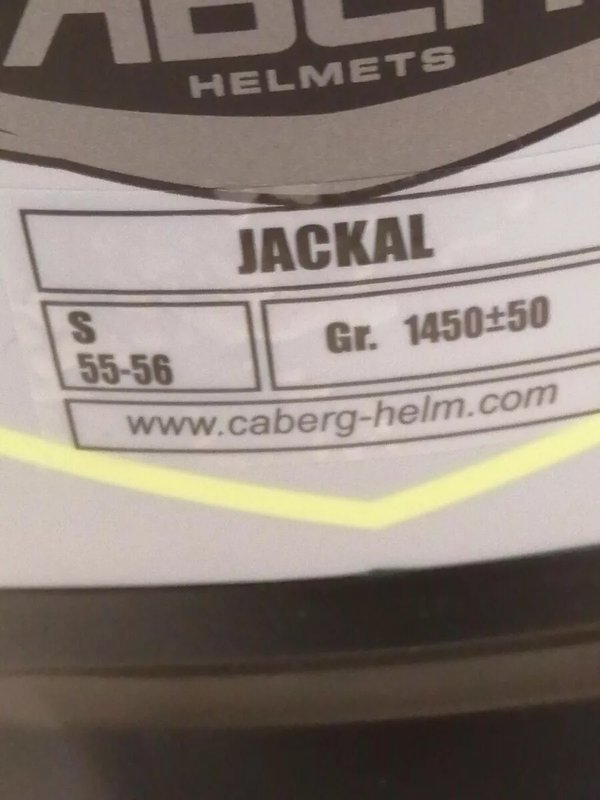 HELMETS
JACKAL
S
55-56
Gr. 1450±50
www.caberg-helm.com